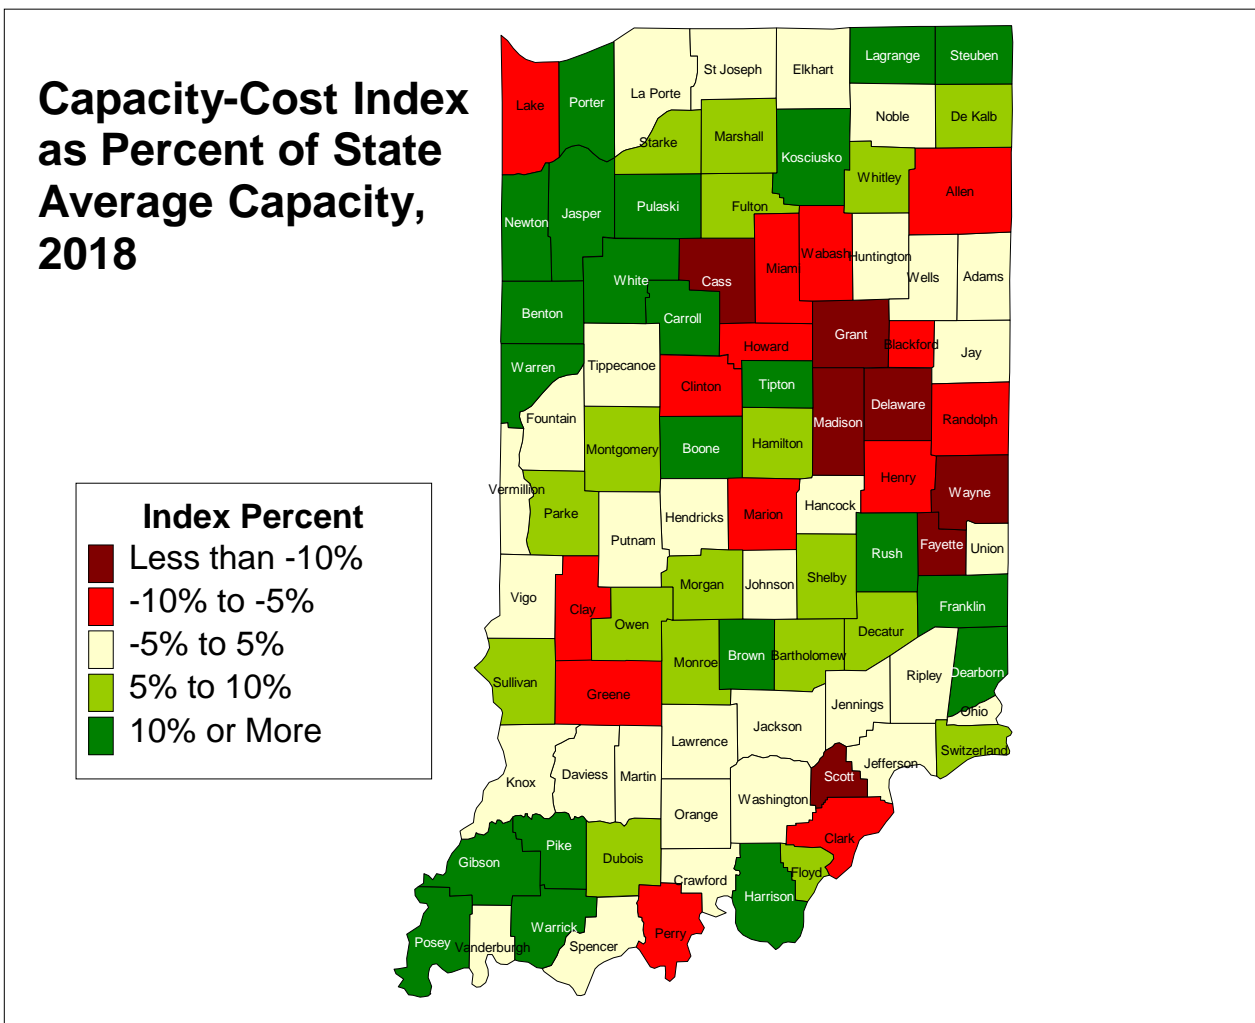 Capacity-Cost Index
as Percent of State
Average Capacity,
2018
Index Percent
Less than -10%
-10% to -5%
-5% to 5%
5% to 10%
10% or More
Lake
Porter
La Porte
St Joseph
Elkhart
Lagrange
Steuben
Noble
De Kalb
Starke
Marshall
Kosciusko
Whitley
Allen
Newton
Jasper
Pulaski
Fulton
Miami
Wabash
Huntington
Wells
Adams
White
Cass
Benton
Carroll
Howard
Grant
Blackford
Jay
Warren
Tippecanoe
Clinton
Tipton
Madison
Delaware
Randolph
Fountain
Montgomery
Boone
Hamilton
Henry
Wayne
Vermillion
Parke
Putnam
Hendricks
Marion
Hancock
Rush
Fayette
Union
Vigo
Clay
Owen
Morgan
Johnson
Shelby
Franklin
Decatur
Sullivan
Greene
Monroe
Brown
Bartholomew
Ripley
Dearborn
Ohio
Jennings
Jackson
Lawrence
Switzerland
Jefferson
Scott
Knox
Daviess
Martin
Orange
Washington
Clark
Gibson
Pike
Dubois
Crawford
Floyd
Harrison
Posey
Vanderburgh
Warrick
Spencer
Perry